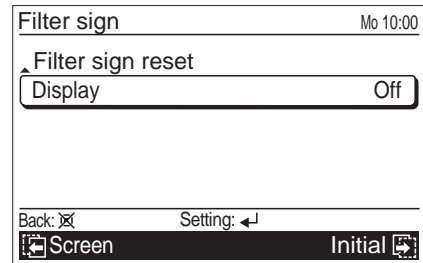 Filter sign Mo 10:00
Filter sign reset
Display Off
Back: Setting:
Screen Initial